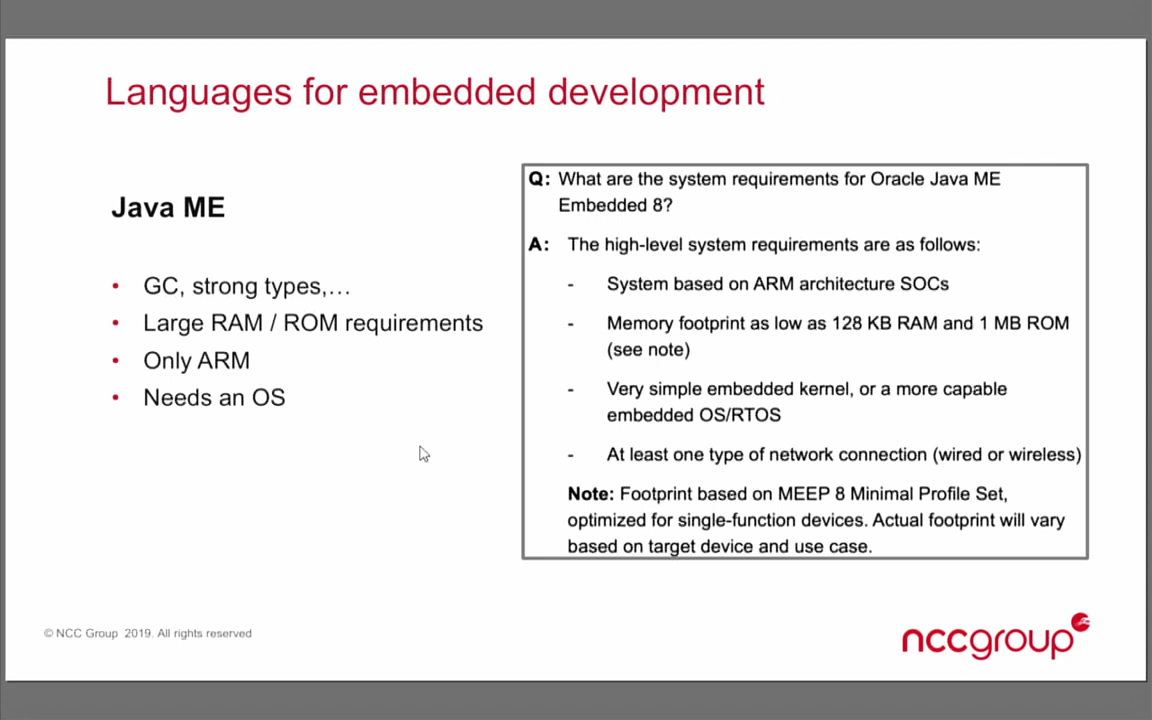 Languages for embedded development
Java ME
• GC, strong types,…
• Large RAM / ROM requirements
• Only ARM
• Needs an OS
Q: What are the system requirements for Oracle Java ME
Embedded 8?
A: The high-level system requirements are as follows:
- System based on ARM architecture SOCs
- Memory footprint as low as 128 KB RAM and 1 MB ROM
(see note)
- Very simple embedded kernel, or a more capable
embedded OS/RTOS
- At least one type of network connection (wired or wireless)
Note: Footprint based on MEEP 8 Minimal Profile Set,
optimized for single-function devices. Actual footprint will vary
based on target device and use case.
© NCC Group 2019. All rights reserved
nccgroup